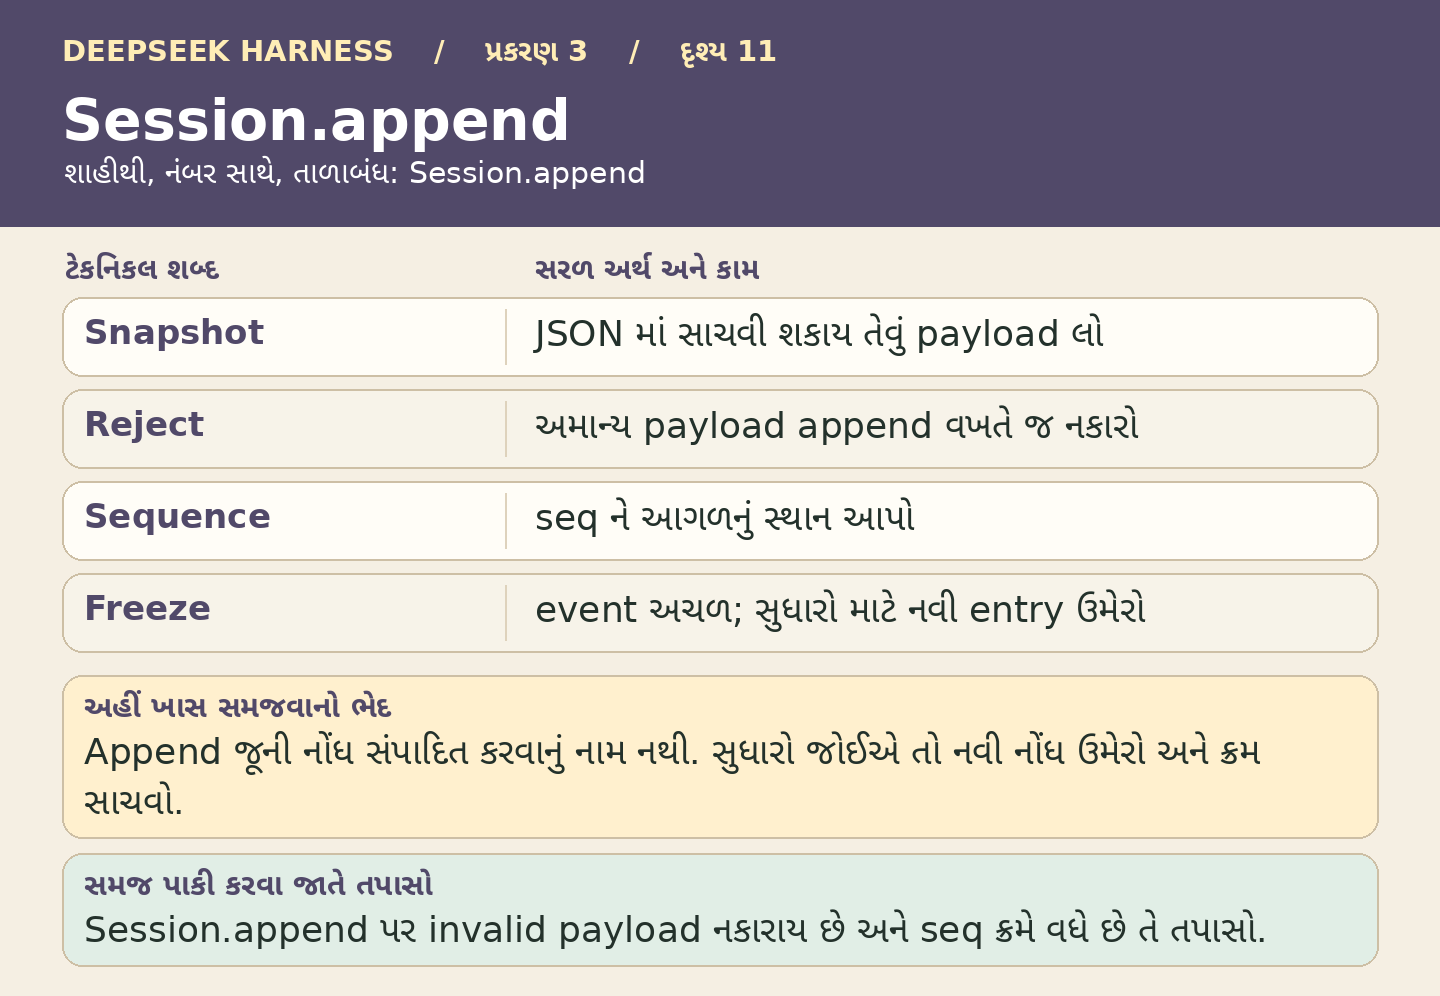 DEEPSEEK HARNESS / પ્રકરણ 3 / દૃશ્ય 11
Session.append
શાહીથી, નંબર સાથે, તાળાબંધ: Session.append
ટેકનિકલ શબ્દ સરળ અર્થ અને કામ
Snapshot JSON માં સાચવી શકાય તેવું payload લો
Reject અમાન્ય payload append વખતે જ નકારો
Sequence seq ને આગળનું સ્થાન આપો
Freeze event અચળ; સુધારો માટે નવી entry ઉમેરો
અહીં ખાસ સમજવાનો ભેદ
Append જૂની નોંધ સંપાદિત કરવાનું નામ નથી. સુધારો જોઈએ તો નવી નોંધ ઉમેરો અને ક્રમ
સાચવો.
સમજ પાકી કરવા જાતે તપાસો
Session.append પર invalid payload નકારાય છે અને seq ક્રમે વધે છે તે તપાસો.